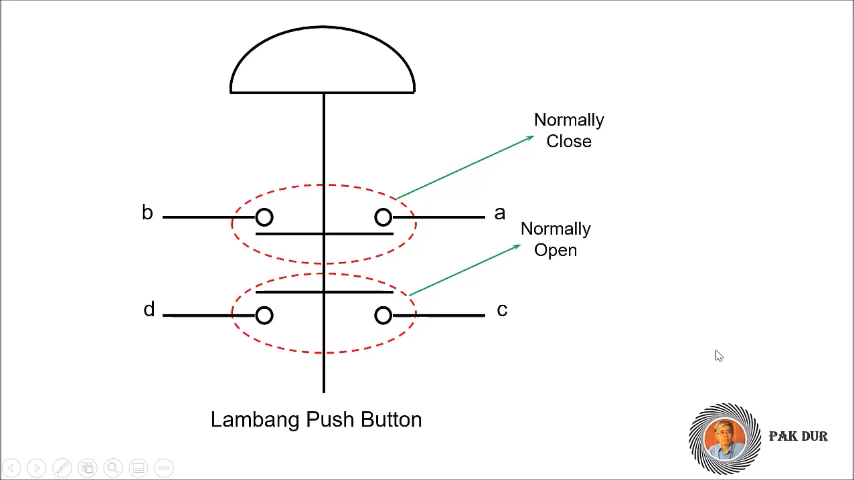 Normally
Close
b
a
Normally
Open
d
c
Lambang Push Button
PAK DUR